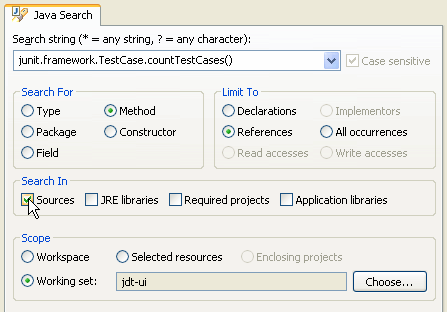 Java Search
Search string (* = any string, ? = any character):
junit.framework.TestCase.countTestCases()
Case sensitive
Search For
Type
Method
Package
Constructor
Field
Limit To
Declarations
Implementors
References
All occurrences
Read accesses
Write accesses
Search In
Sources
JRE libraries
Required projects
Application libraries
Scope
Workspace
Selected resources
Enclosing projects
Working set:
jdt-ui
Choose...